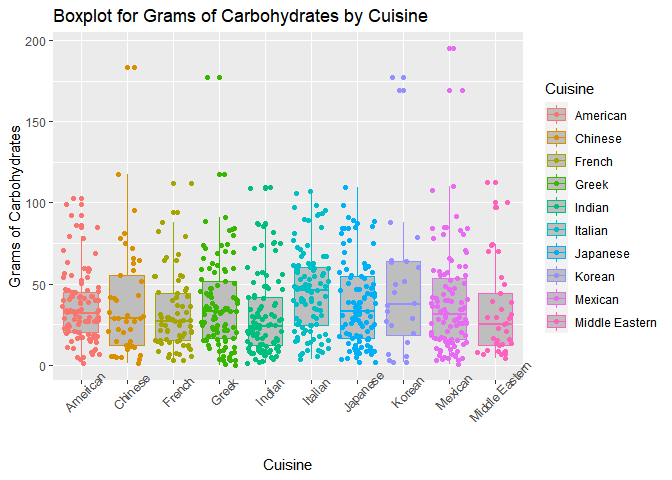 Boxplot for Grams of Carbohydrates by Cuisine
Grams of Carbohydrates
200
150
100
50
0
American
Chinese
French
Greek
Indian
Italian
Japanese
Korean
Mexican
Middle Eastern
Cuisine
Cuisine
American
Chinese
French
Greek
Indian
Italian
Japanese
Korean
Mexican
Middle Eastern